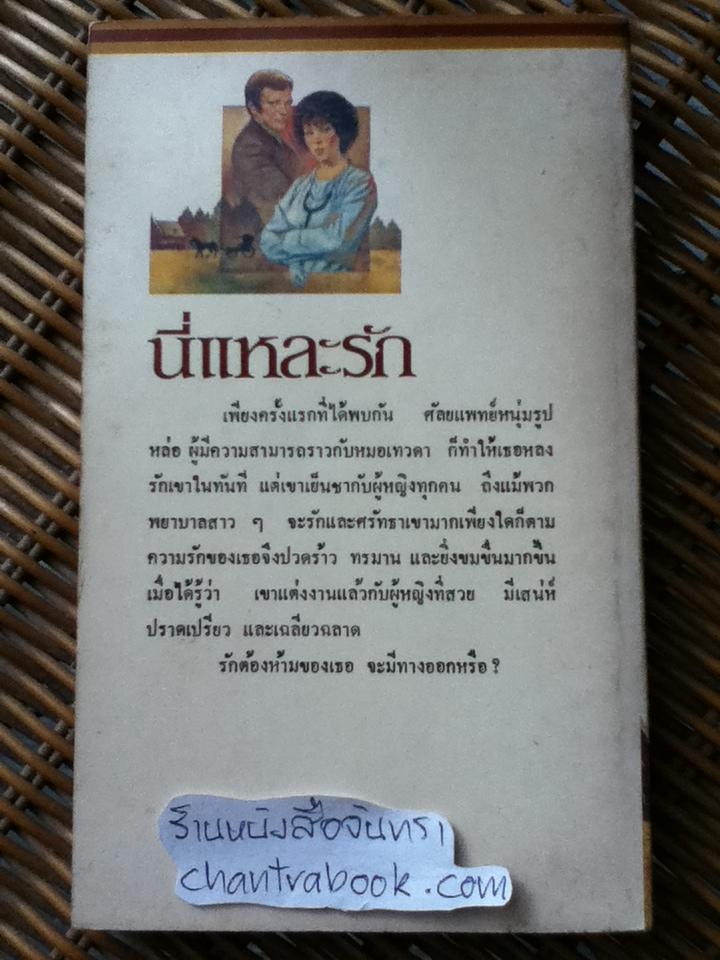 นี่แหละรัก
เพียงครั้งแรกที่ได้พบกัน ศัลยแพทย์หนุ่มรูป
หล่อ ผู้มีความสามารถราวกับหมอเทวดา ก็ทำให้เธอหลง
รักเขาในทันที แต่เขาเย็นชากับผู้หญิงทุกคน ถึงแม้พวก
พยาบาลสาว ๆ จะรักและศรัทธาเขามากเพียงใดก็ตาม
ความรักของเธอจึงปวดร้าว ทรมาน และยิ่งขมขื่นมากขึ้น
เมื่อได้รู้ว่า เขาแต่งงานแล้วกับผู้หญิงที่สวย มีเสน่ห์
ปราดเปรียว และเฉลียวฉลาด
รักต้องห้ามของเธอ จะมีทางออกหรือ?
ร้านหนังสือจันทรา
chantrabook.com